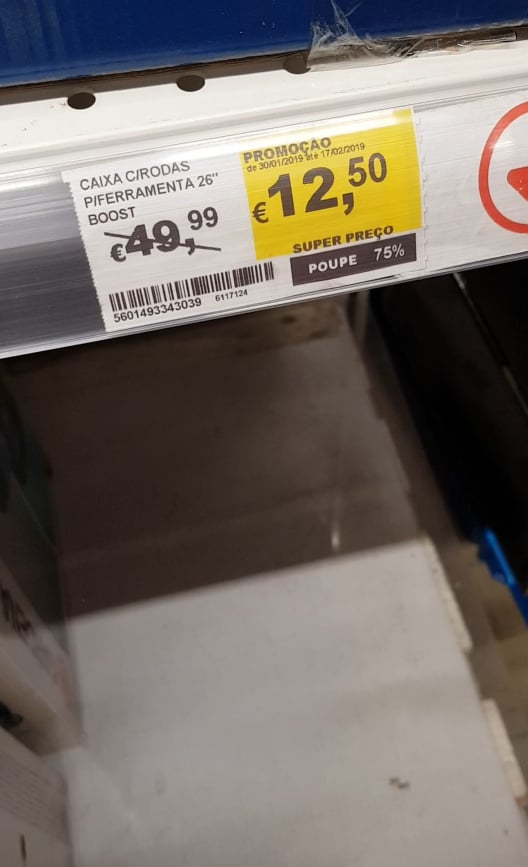 CAIXA C/RODAS
P/FERRAMENTA 26"
BOOST
€49,99
5601493343039 6117124
PROMOÇÃO
de 30/01/2019 até 17/02/2019
€12,50
SUPER PREÇO
POUPE 75%